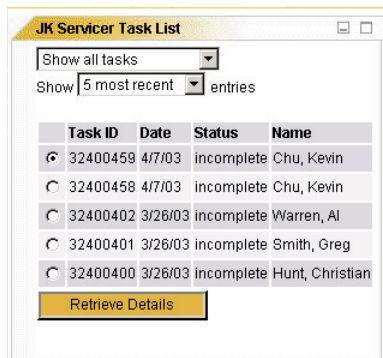 JK Servicer Task List
Show all tasks
Show 5 most recent entries
Task ID Date Status Name
32400459 4/7/03 incomplete Chu, Kevin
32400458 4/7/03 incomplete Chu, Kevin
32400402 3/26/03 incomplete Warren, Al
32400401 3/26/03 incomplete Smith, Greg
32400400 3/26/03 incomplete Hunt, Christian
Retrieve Details